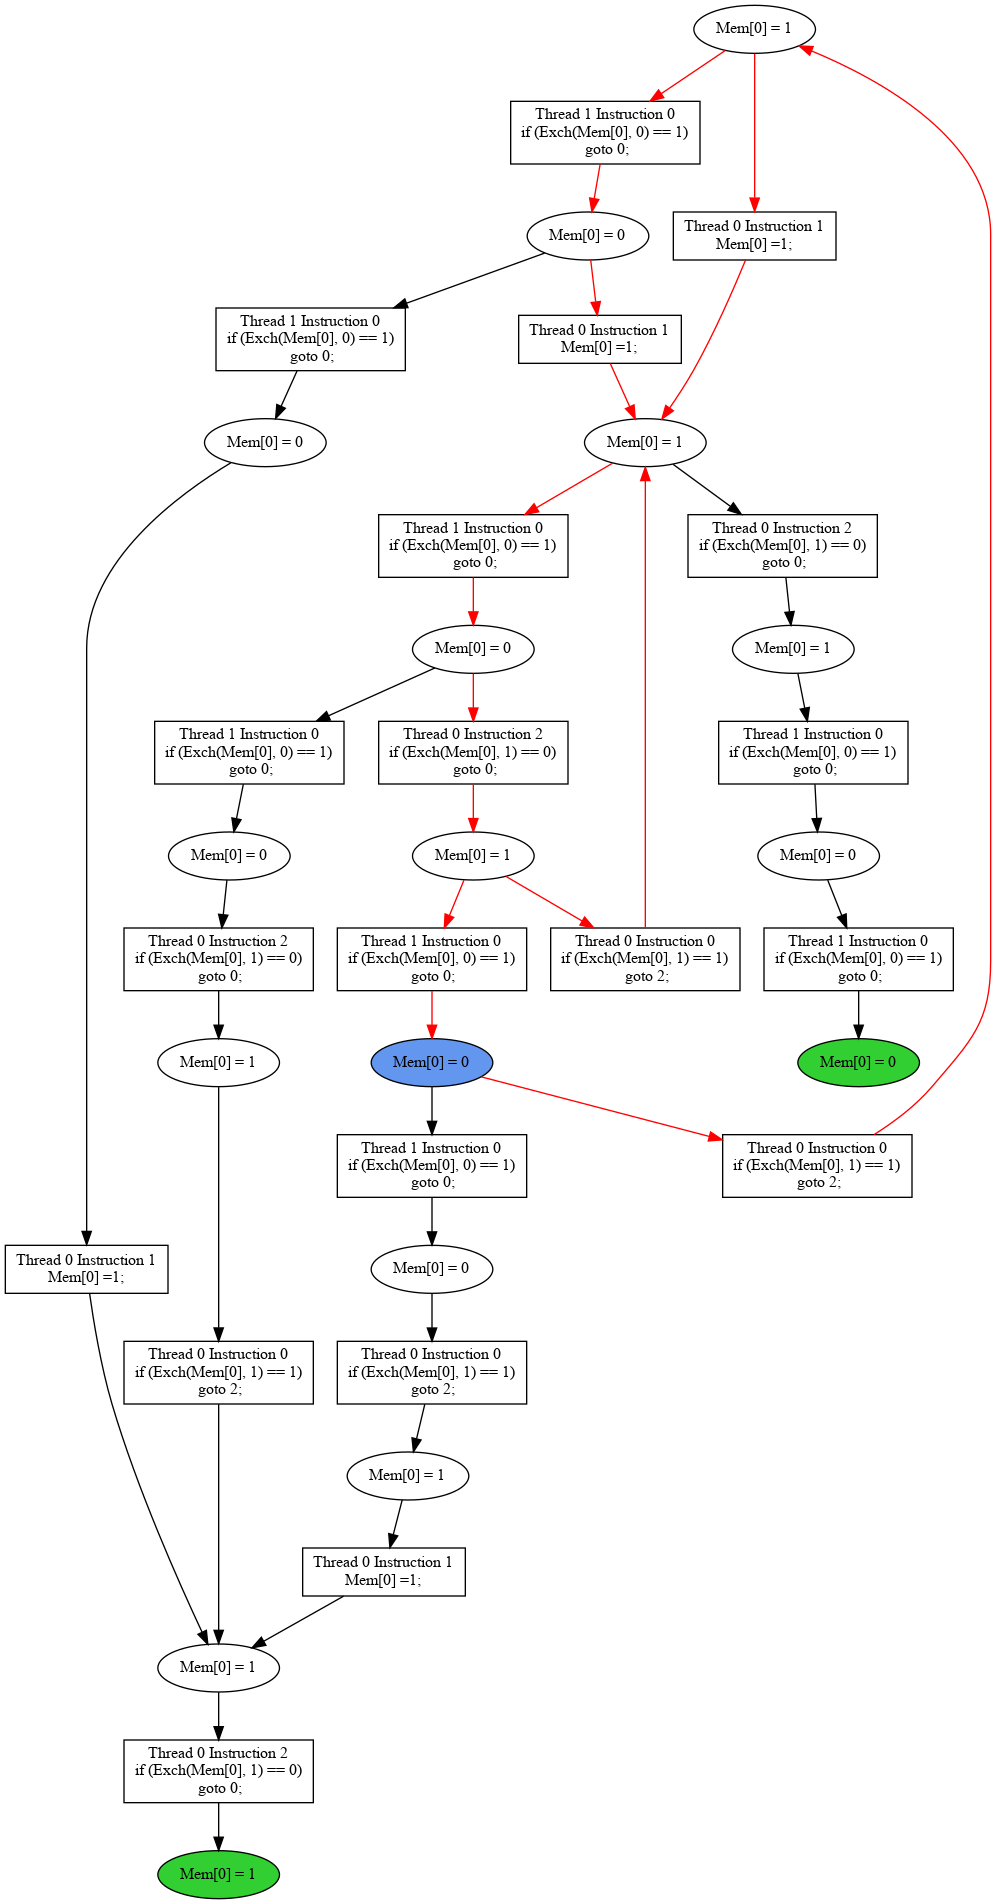 Mem[0] = 1
Thread 1 Instruction 0
if (Exch(Mem[0], 0) == 1)
goto 0;
Mem[0] = 0
Thread 0 Instruction 1
Mem[0] =1;
Thread 1 Instruction 0
if (Exch(Mem[0], 0) == 1)
goto 0;
Thread 0 Instruction 1
Mem[0] =1;
Mem[0] = 0
Mem[0] = 1
Thread 1 Instruction 0
if (Exch(Mem[0], 0) == 1)
goto 0;
Thread 0 Instruction 2
if (Exch(Mem[0], 1) == 0)
goto 0;
Mem[0] = 0
Mem[0] = 1
Thread 1 Instruction 0
if (Exch(Mem[0], 0) == 1)
goto 0;
Thread 0 Instruction 2
if (Exch(Mem[0], 1) == 0)
goto 0;
Thread 1 Instruction 0
if (Exch(Mem[0], 0) == 1)
goto 0;
Mem[0] = 0
Mem[0] = 1
Mem[0] = 0
Thread 0 Instruction 2
if (Exch(Mem[0], 1) == 0)
goto 0;
Thread 1 Instruction 0
if (Exch(Mem[0], 0) == 1)
goto 0;
Thread 0 Instruction 0
if (Exch(Mem[0], 1) == 1)
goto 2;
Thread 1 Instruction 0
if (Exch(Mem[0], 0) == 1)
goto 0;
Mem[0] = 1
Mem[0] = 0
Mem[0] = 0
Thread 1 Instruction 0
if (Exch(Mem[0], 0) == 1)
goto 0;
Thread 0 Instruction 0
if (Exch(Mem[0], 1) == 1)
goto 2;
Thread 0 Instruction 1
Mem[0] =1;
Mem[0] = 0
Thread 0 Instruction 0
if (Exch(Mem[0], 1) == 1)
goto 2;
Thread 0 Instruction 0
if (Exch(Mem[0], 1) == 1)
goto 2;
Mem[0] = 1
Thread 0 Instruction 1
Mem[0] =1;
Mem[0] = 1
Thread 0 Instruction 2
if (Exch(Mem[0], 1) == 0)
goto 0;
Mem[0] = 1